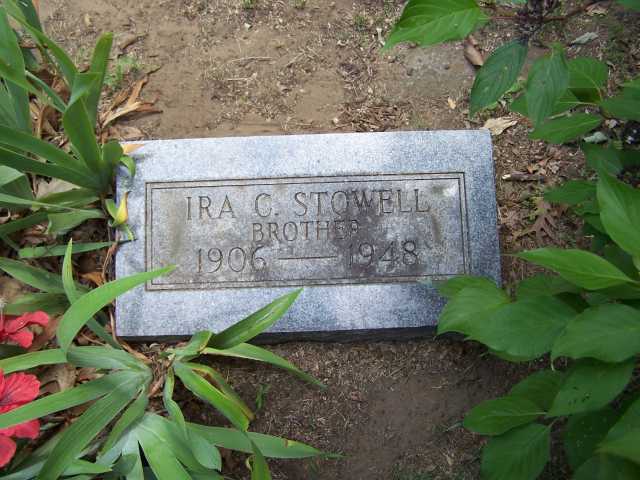 IRA C. STOWELL
BROTHER
1906 — 1948